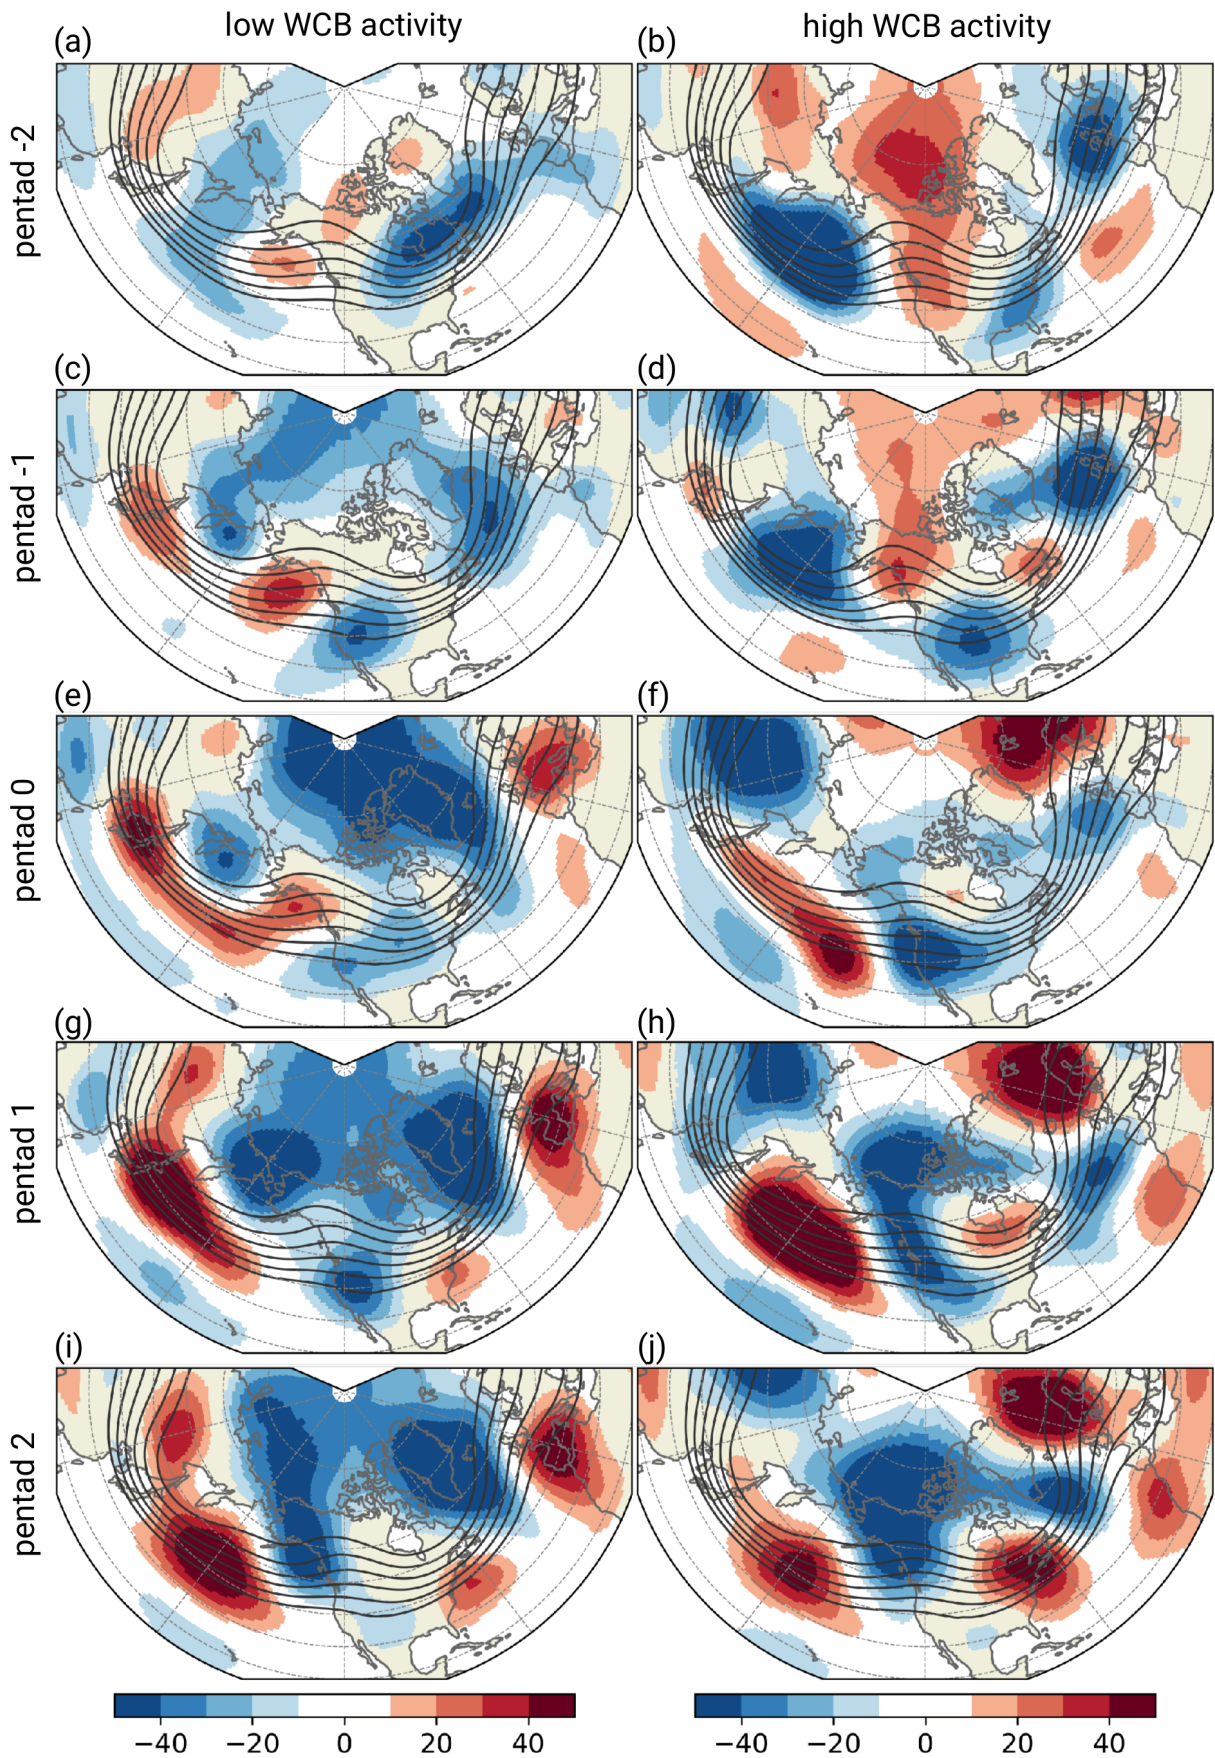 low WCB activity
high WCB activity
(a)
(b)
pentad -2
(c)
(d)
pentad -1
(e)
(f)
pentad 0
(g)
(h)
pentad 1
(i)
(j)
pentad 2
−40 −20 0 20 40
−40 −20 0 20 40